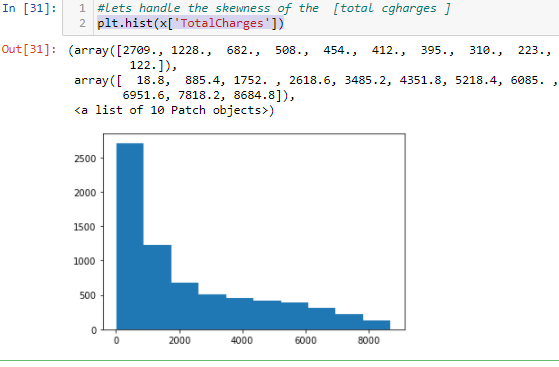 In [31]: 1 #lets handle the skewness of the [total cgharges ]
2 plt.hist(x['TotalCharges'])
Out[31]: (array([2709., 1228., 682., 508., 454., 412., 395., 310., 223.,
122.]),
array([ 18.8, 885.4, 1752. , 2618.6, 3485.2, 4351.8, 5218.4, 6085. ,
6951.6, 7818.2, 8684.8]),
<a list of 10 Patch objects>)
2500
2000
1500
1000
500
0
0 2000 4000 6000 8000